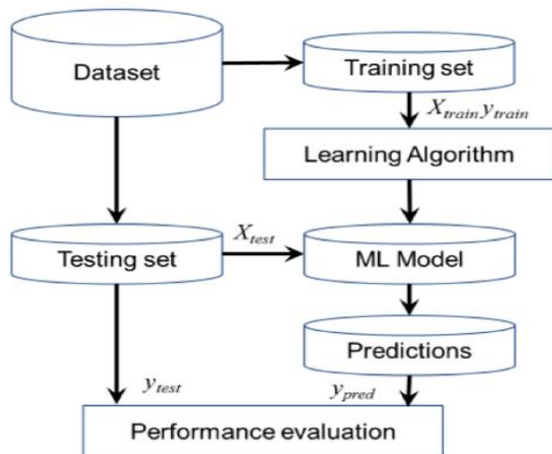 Dataset
Training set
X_train y_train
Learning Algorithm
X_test
Testing set
ML Model
Predictions
y_test
y_pred
Performance evaluation